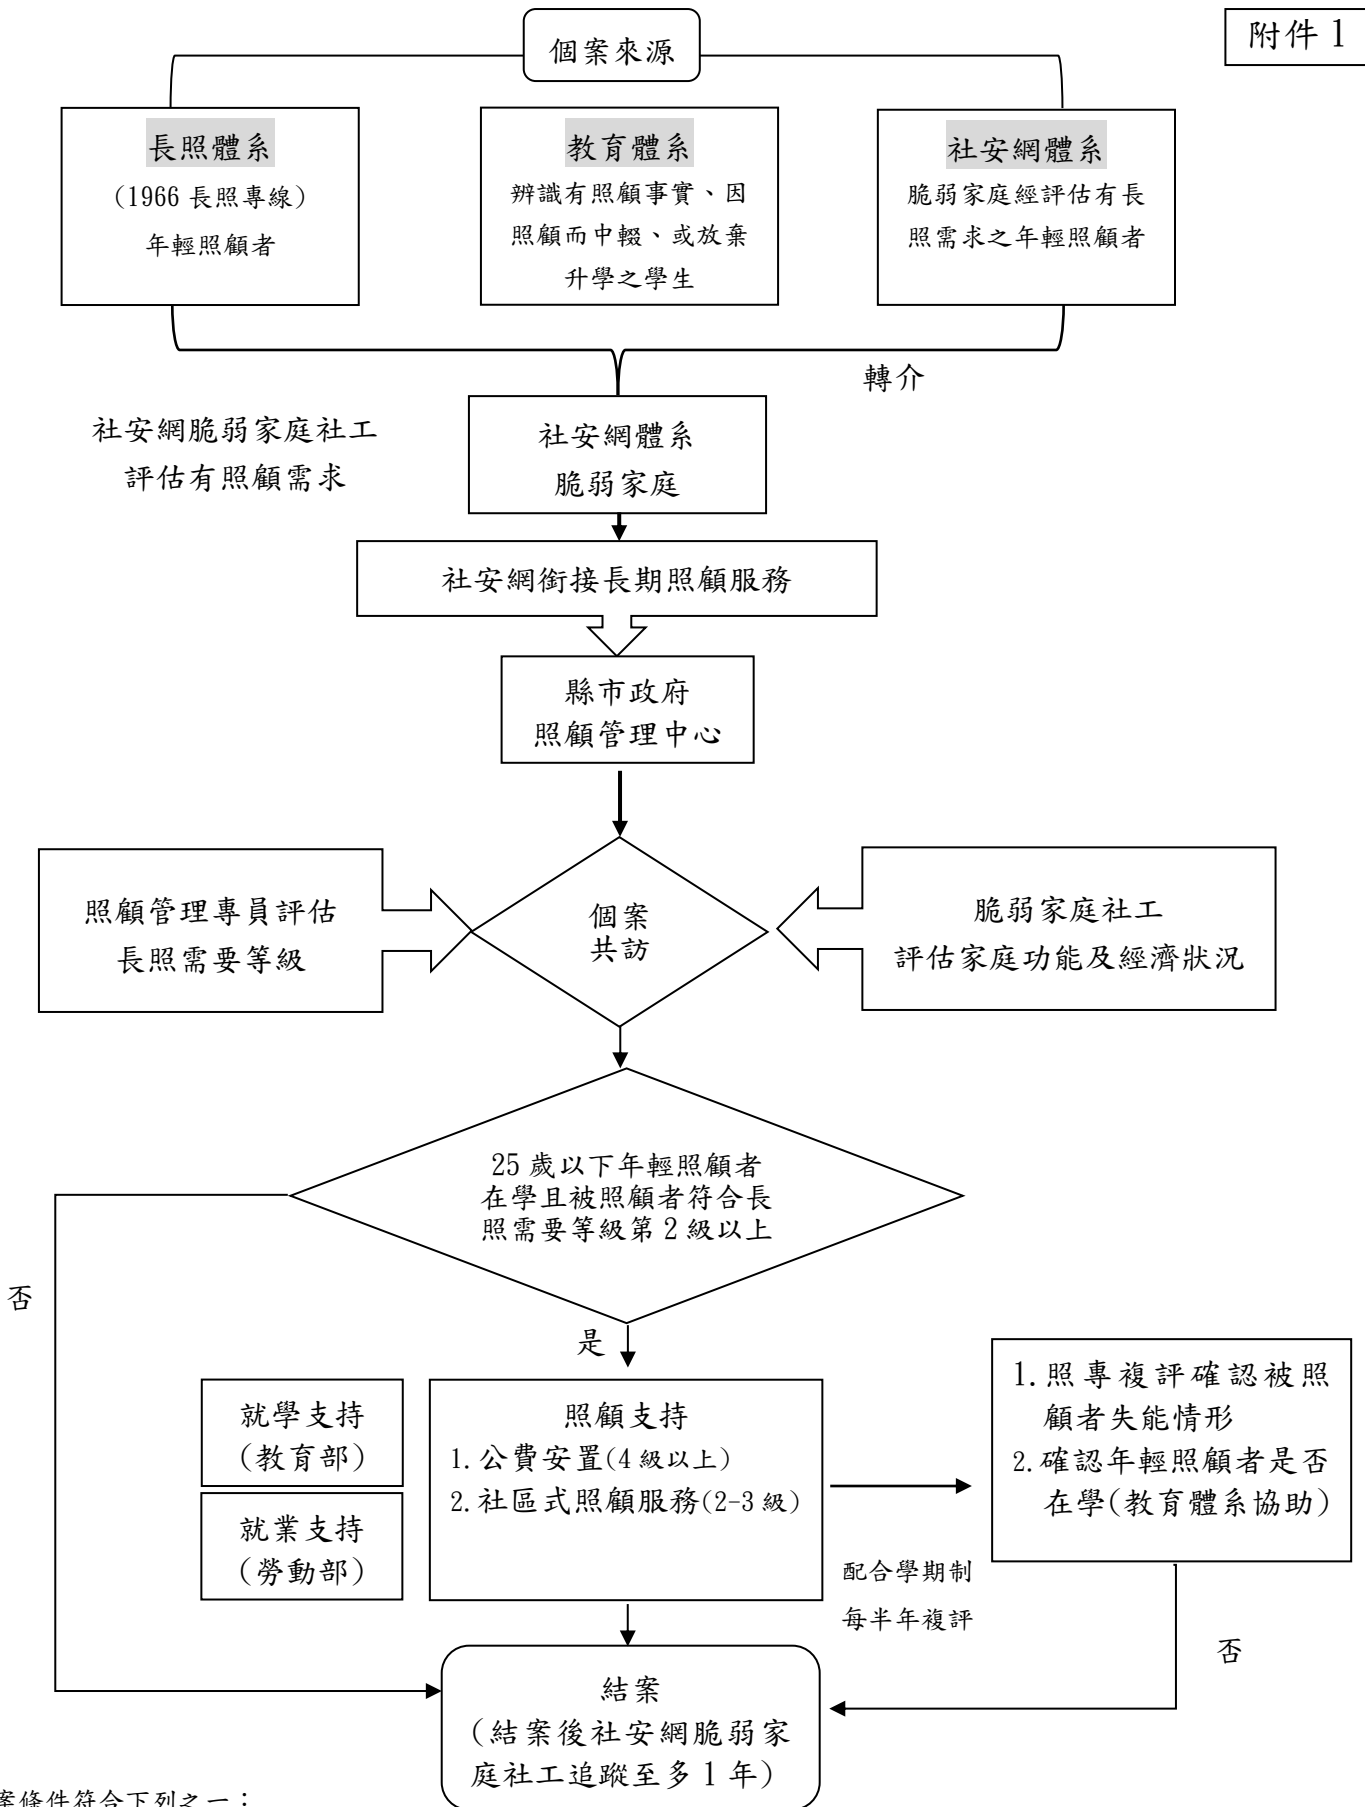 附件 1
個案來源
長照體系
(1966 長照專線)
年輕照顧者
教育體系
辨識有照顧事實、因
照顧而中輟、或放棄
升學之學生
社安網體系
脆弱家庭經評估有長
照需求之年輕照顧者
轉介
社安網脆弱家庭社工
評估有照顧需求
社安網體系
脆弱家庭
社安網銜接長期照顧服務
縣市政府
照顧管理中心
照顧管理專員評估
長照需要等級
個案
共訪
脆弱家庭社工
評估家庭功能及經濟狀況
25 歲以下年輕照顧者
在學且被照顧者符合長
照需要等級第 2 級以上
否
是
就學支持
(教育部)
就業支持
(勞動部)
照顧支持
1. 公費安置(4 級以上)
2. 社區式照顧服務(2-3 級)
配合學期制
每半年複評
1. 照專複評確認被照
顧者失能情形
2. 確認年輕照顧者是否
在學(教育體系協助)
否
結案
(結案後社安網脆弱家
庭社工追蹤至多 1 年)
案條件符合下列之一：